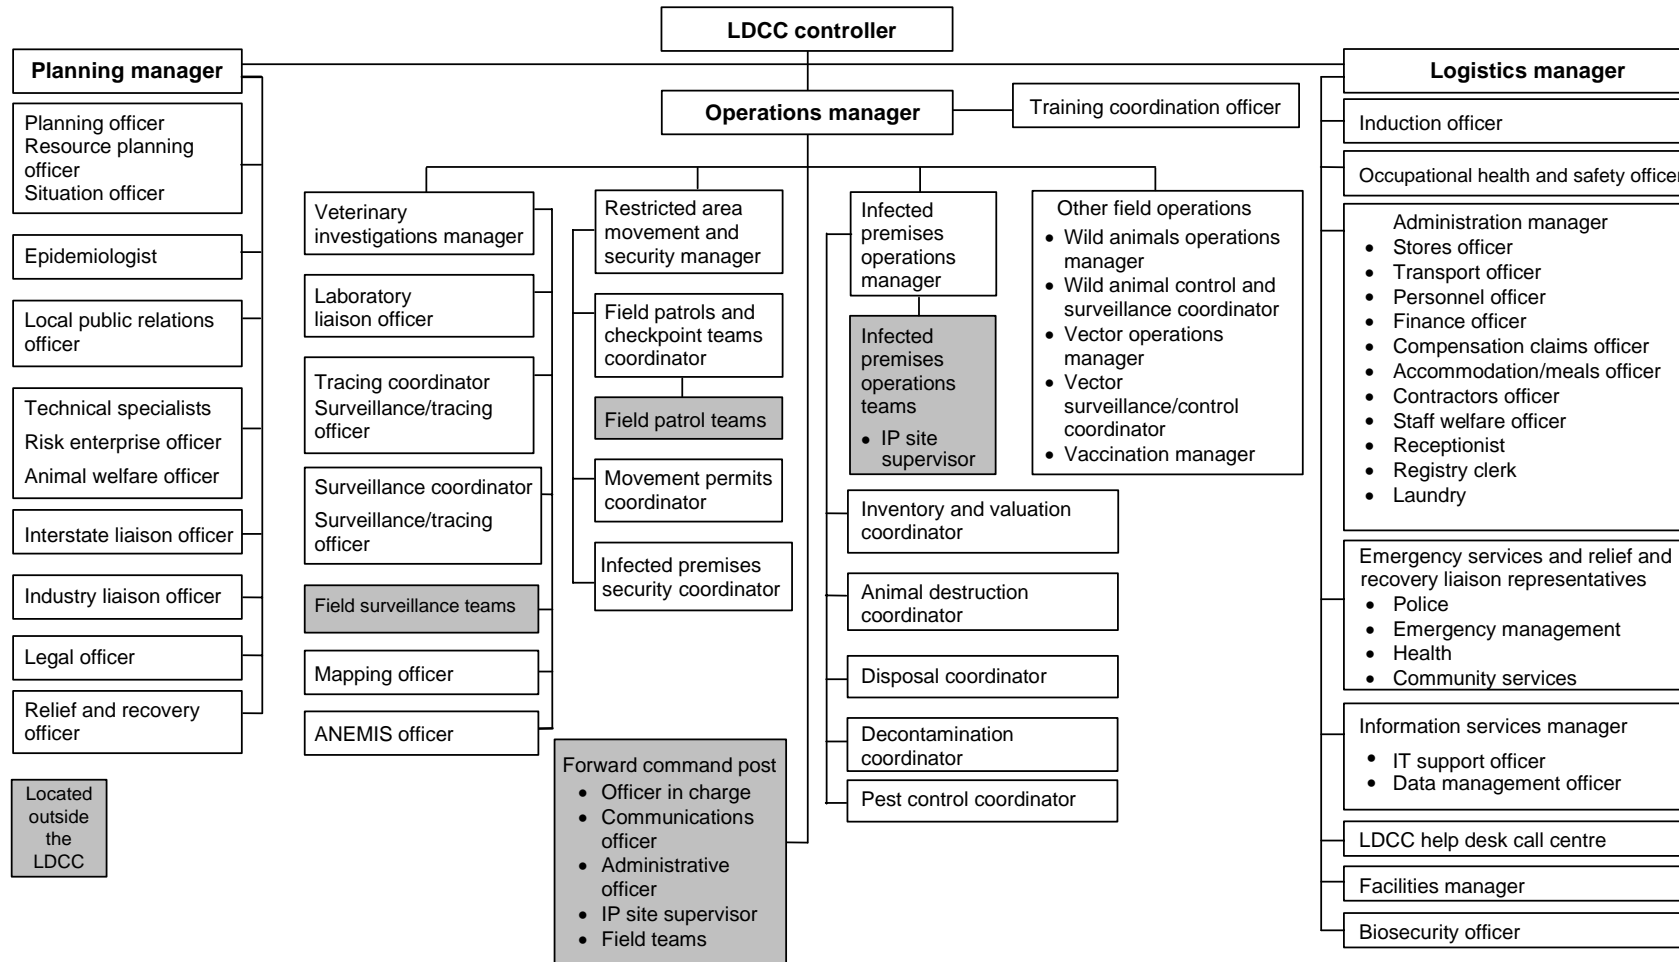 LDCC controller
Planning manager
Planning officer
Resource planning
officer
Situation officer
Epidemiologist
Local public relations
officer
Technical specialists
Risk enterprise officer
Animal welfare officer
Interstate liaison officer
Industry liaison officer
Legal officer
Relief and recovery
officer
Located
outside
the
LDCC
Operations manager
Training coordination officer
Veterinary
investigations manager
Laboratory
liaison officer
Tracing coordinator
Surveillance/tracing
officer
Surveillance coordinator
Surveillance/tracing
officer
Field surveillance teams
Mapping officer
ANEMIS officer
Restricted area
movement and
security manager
Field patrols and
checkpoint teams
coordinator
Field patrol teams
Movement permits
coordinator
Infected premises
security coordinator
Forward command post
• Officer in charge
• Communications
officer
• Administrative
officer
• IP site supervisor
• Field teams
Infected
premises
operations
manager
Infected
premises
operations
teams
• IP site
supervisor
Inventory and valuation
coordinator
Animal destruction
coordinator
Disposal coordinator
Decontamination
coordinator
Pest control coordinator
Other field operations
• Wild animals operations
manager
• Wild animal control and
surveillance coordinator
• Vector operations
manager
• Vector
surveillance/control
coordinator
• Vaccination manager
Logistics manager
Induction officer
Occupational health and safety officer
Administration manager
• Stores officer
• Transport officer
• Personnel officer
• Finance officer
• Compensation claims officer
• Accommodation/meals officer
• Contractors officer
• Staff welfare officer
• Receptionist
• Registry clerk
• Laundry
Emergency services and relief and
recovery liaison representatives
• Police
• Emergency management
• Health
• Community services
Information services manager
• IT support officer
• Data management officer
LDCC help desk call centre
Facilities manager
Biosecurity officer